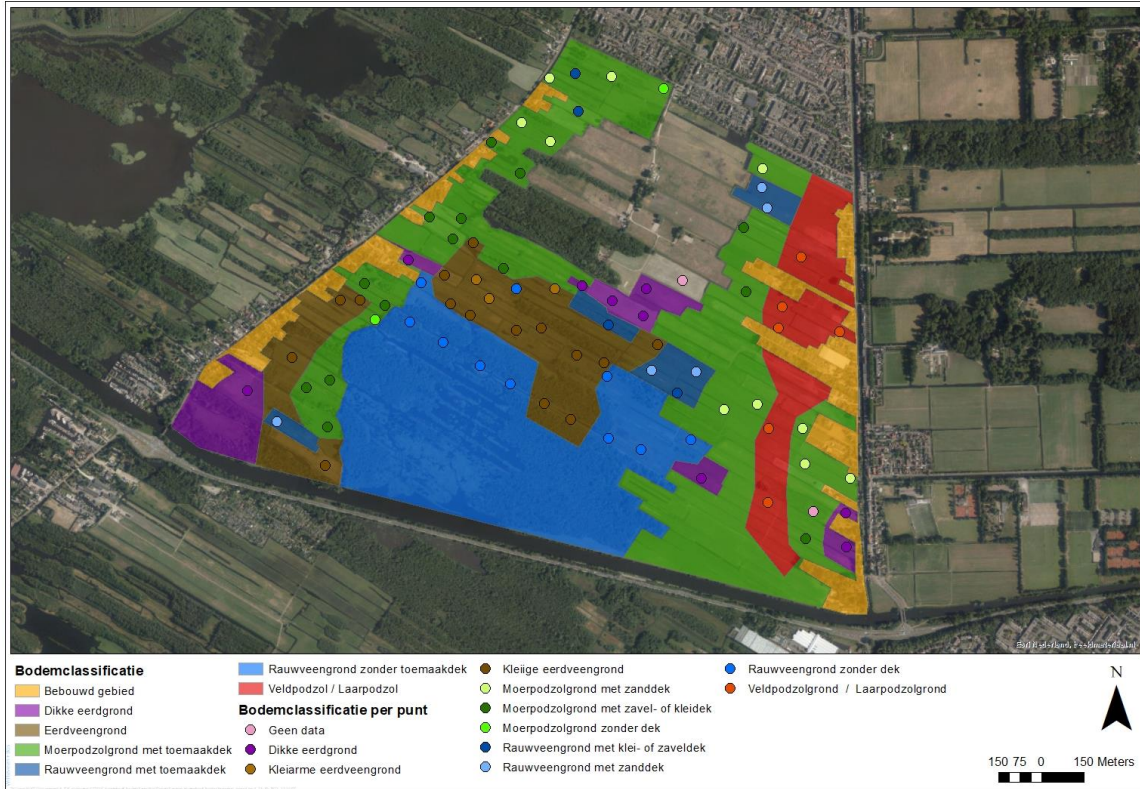 Bodemclassificatie
Bebouwd gebied
Dikke eerdgrond
Eerdveengrond
Moerpodzolgrond met toemaakdek
Rauwveengrond met toemaakdek
Rauwveengrond zonder toemaakdek
Veldpodzol / Laarpodzol
Bodemclassificatie per punt
Geen data
Dikke eerdgrond
Kleiarme eerdveengrond
Kleiige eerdveengrond
Moerpodzolgrond met zanddek
Moerpodzolgrond met zavel- of kleidek
Moerpodzolgrond zonder dek
Rauwveengrond met klei- of zaveldek
Rauwveengrond met zanddek
Rauwveengrond zonder dek
Veldpodzolgrond / Laarpodzolgrond
N
150 75 0 150 Meters